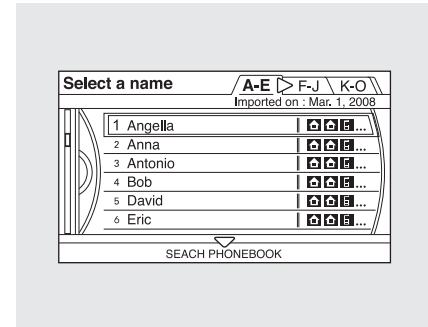 Select a name A-E F-J K-O
Imported on : Mar. 1, 2008
1 Angella ...
2 Anna ...
3 Antonio ...
4 Bob ...
5 David ...
6 Eric ...
SEACH PHONEBOOK